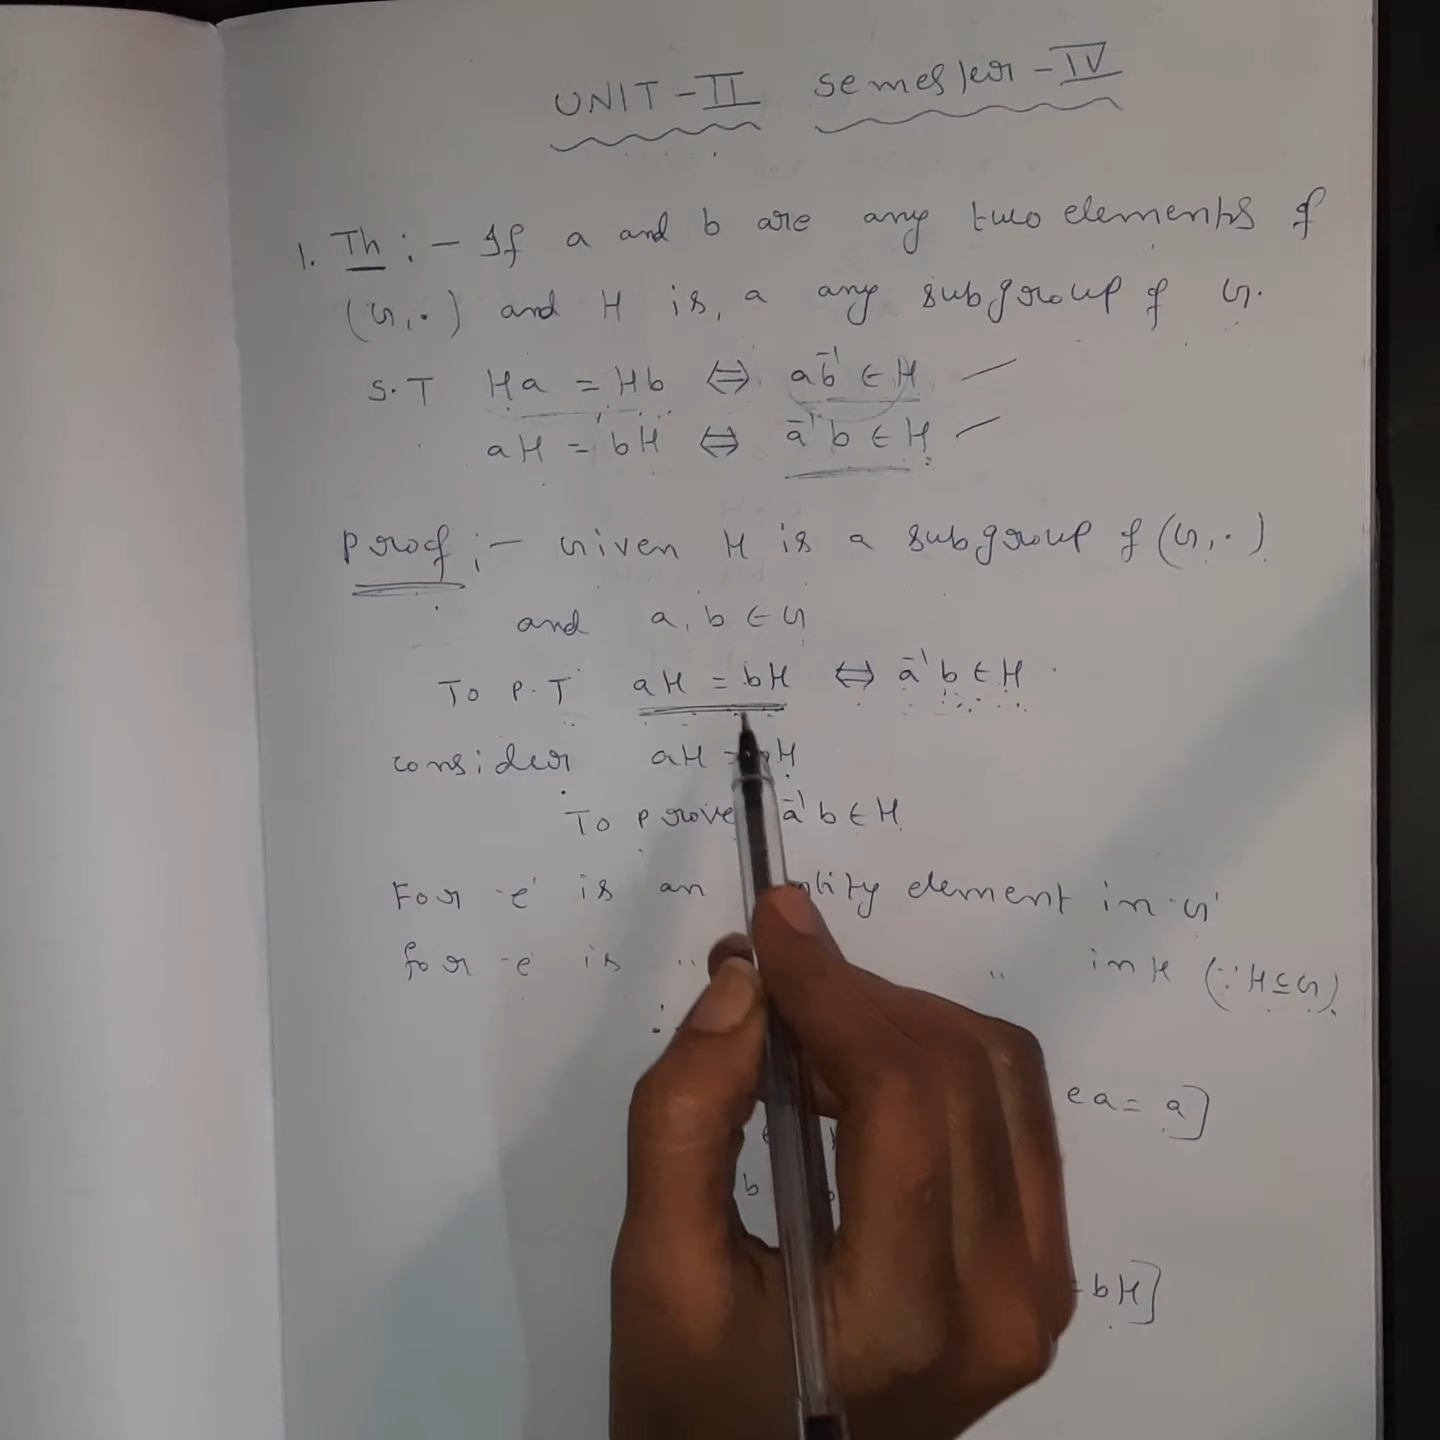 UNIT-II Semester-IV
1. Th :- If a and b are any two elements of
(G, .) and H is, a any subgroup of G.
S.T Ha = Hb ⇔ ab⁻¹ ∈ H
aH = bH ⇔ a⁻¹b ∈ H
Proof :- Given H is a subgroup of (G, .)
and a, b ∈ G
To P.T aH = bH ⇔ a⁻¹b ∈ H
consider aH = bH
To prove a⁻¹b ∈ H
For 'e' is an element in 'G'
for 'e' is " " in H (∵ H ⊆ G)
ea = a]
b
= bH]